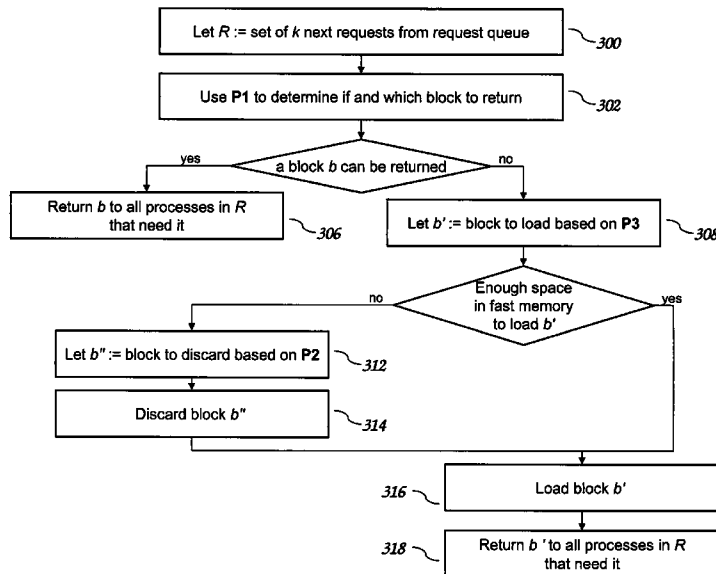 Let R := set of k next requests from request queue
300
Use P1 to determine if and which block to return
302
yes
a block b can be returned
no
Return b to all processes in R
that need it
306
Let b' := block to load based on P3
308
Enough space
in fast memory
to load b'
no
yes
Let b" := block to discard based on P2
312
Discard block b"
314
316
Load block b'
318
Return b ' to all processes in R
that need it